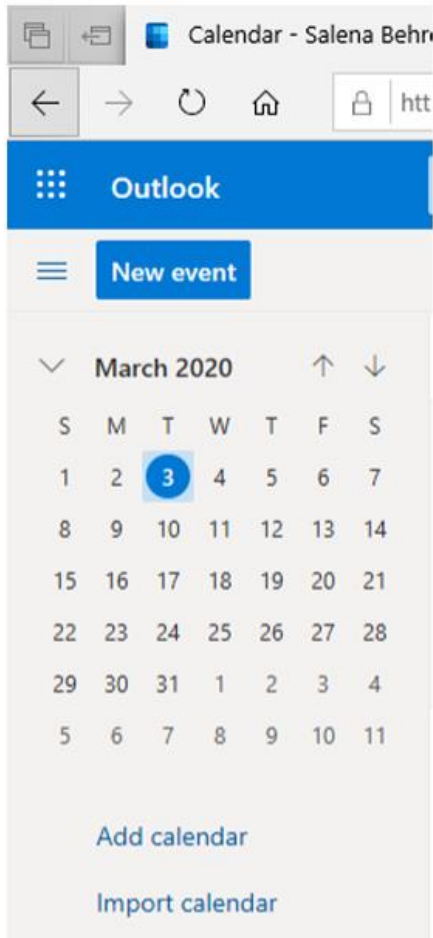 Calendar - Salena Behr
htt
Outlook
New event
March 2020
S M T W T F S
1 2 3 4 5 6 7
8 9 10 11 12 13 14
15 16 17 18 19 20 21
22 23 24 25 26 27 28
29 30 31 1 2 3 4
5 6 7 8 9 10 11
Add calendar
Import calendar